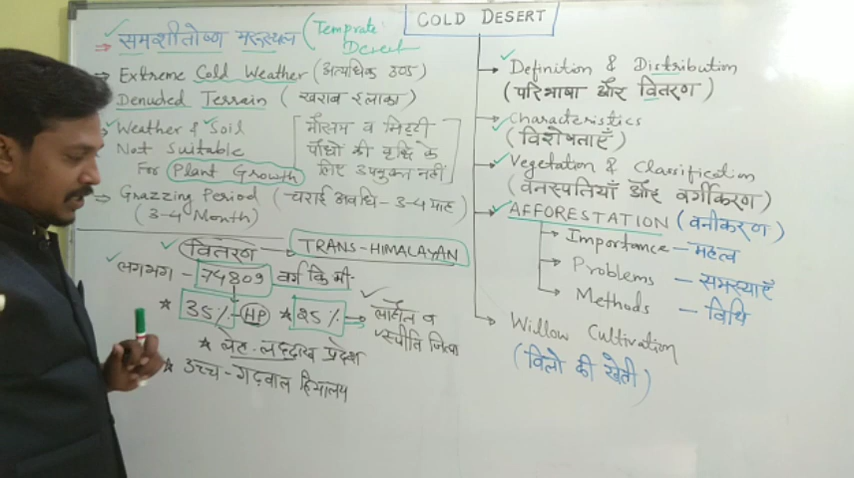 COLD DESERT
समशीतोष्ण मरूस्थल (Temprate
Desert
Extreme Cold Weather (अत्यधिक ठण्ड)
Denuded Terrain (खराब इलाका)
Weather & Soil
Not Suitable
For Plant Growth
[मौसम व मिट्टी
पौधों की वृद्धि के
लिए उपयुक्त नहीं]
Grazzing Period (चराई अवधि - 3-4 माह)
(3-4 Month)
वितरण TRANS-HIMALAYAN
लगभग - 74809 वर्ग कि.मी.
* 35% HP * 25% लाहौल व
स्पीति जिला
* लेह-लद्दाख प्रदेश
* उच्च-गढ़वाल हिमालय
Definition & Distribution
(परिभाषा और वितरण)
Characteristics
(विशेषताएँ)
Vegetation & Classification
(वनस्पतियाँ और वर्गीकरण)
AFFORESTATION (वनीकरण)
Importance - महत्व
Problems - समस्याएँ
Methods - विधि
Willow Cultivation
(विलो की खेती)